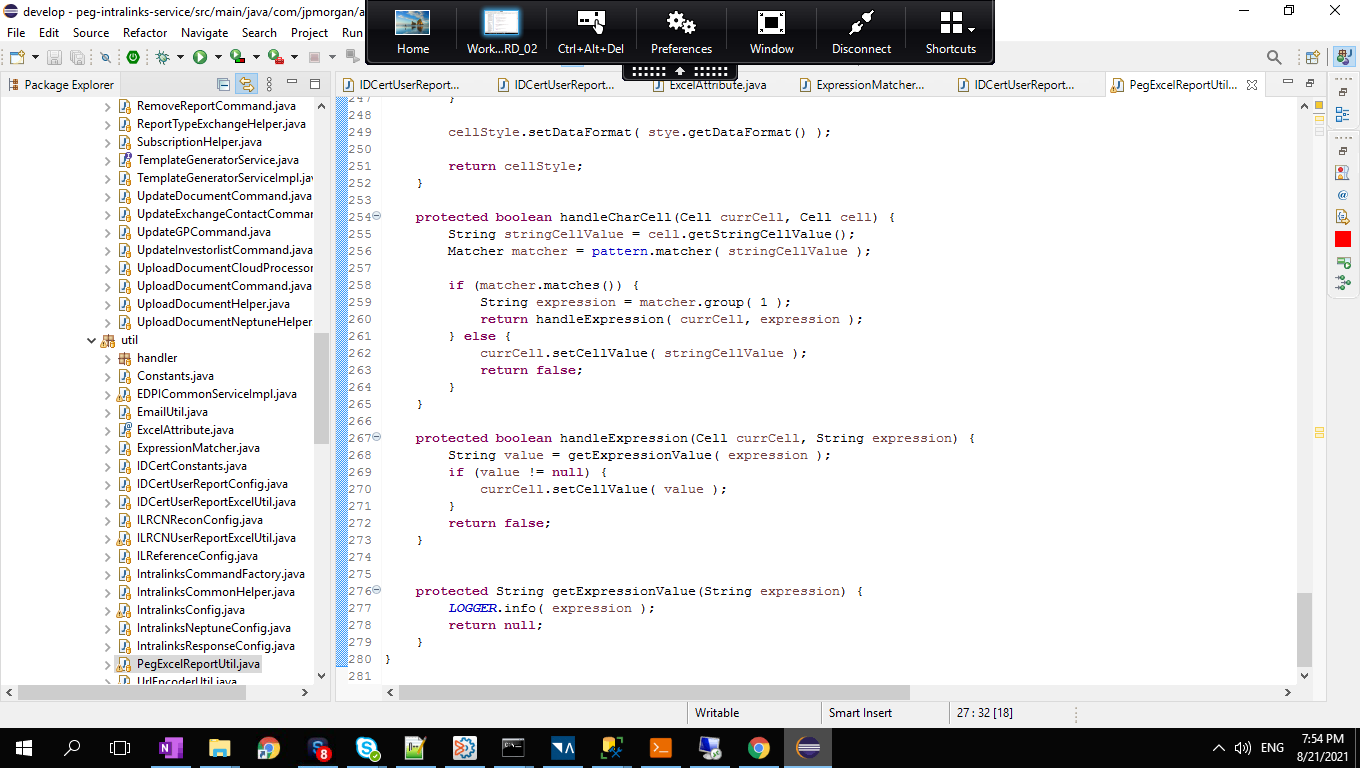 develop - peg-intralinks-service/src/main/java/com/jpmorgan/a
File Edit Source Refactor Navigate Search Project Run
Home
Work...RD_02
Ctrl+Alt+Del
Preferences
Window
Disconnect
Shortcuts
Package Explorer
IDCertUserReport...
IDCertUserReport...
ExcelAttribute.java
ExpressionMatcher...
IDCertUserReport...
PegExcelReportUtil...
RemoveReportCommand.java
ReportTypeExchangeHelper.java
SubscriptionHelper.java
TemplateGeneratorService.java
TemplateGeneratorServiceImpl.jav
UpdateDocumentCommand.java
UpdateExchangeContactCommar
UpdateGPCommand.java
UpdateInvestorlistCommand.java
UploadDocumentCloudProcessor
UploadDocumentCommand.java
UploadDocumentHelper.java
UploadDocumentNeptuneHelper
util
handler
Constants.java
EDPICommonServiceImpl.java
EmailUtil.java
ExcelAttribute.java
ExpressionMatcher.java
IDCertConstants.java
IDCertUserReportConfig.java
IDCertUserReportExcelUtil.java
ILRCNReconConfig.java
ILRCNUserReportExcelUtil.java
ILReferenceConfig.java
IntralinksCommandFactory.java
IntralinksCommonHelper.java
IntralinksConfig.java
IntralinksNeptuneConfig.java
IntralinksResponseConfig.java
PegExcelReportUtil.java
UrlEncoderUtil.java
247 }
248
249 cellStyle.setDataFormat( stye.getDataFormat() );
250
251 return cellStyle;
252 }
253
254 protected boolean handleCharCell(Cell currCell, Cell cell) {
255 String stringCellValue = cell.getStringCellValue();
256 Matcher matcher = pattern.matcher( stringCellValue );
257
258 if (matcher.matches()) {
259 String expression = matcher.group( 1 );
260 return handleExpression( currCell, expression );
261 } else {
262 currCell.setCellValue( stringCellValue );
263 return false;
264 }
265 }
266
267 protected boolean handleExpression(Cell currCell, String expression) {
268 String value = getExpressionValue( expression );
269 if (value != null) {
270 currCell.setCellValue( value );
271 }
272 return false;
273 }
274
275
276 protected String getExpressionValue(String expression) {
277 LOGGER.info( expression );
278 return null;
279 }
280 }
281
Writable
Smart Insert
27 : 32 [18]
8
ENG
7:54 PM
8/21/2021